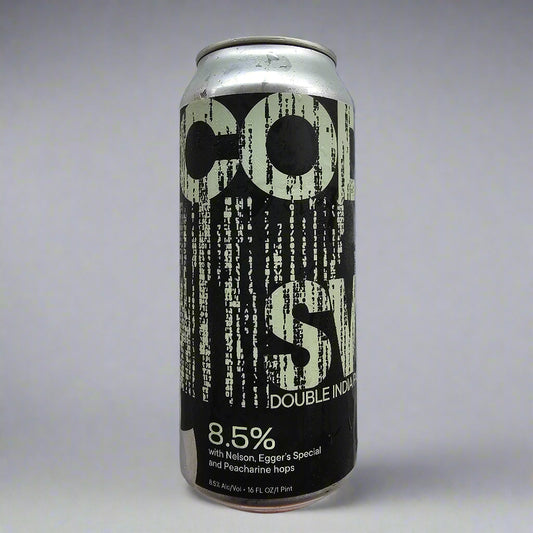 COD
SW
DOUBLE INDIA P
8.5%
with Nelson, Egger's Special
and Peacharine hops
8.5% Alc/Vol • 16 FL OZ/1 Pint